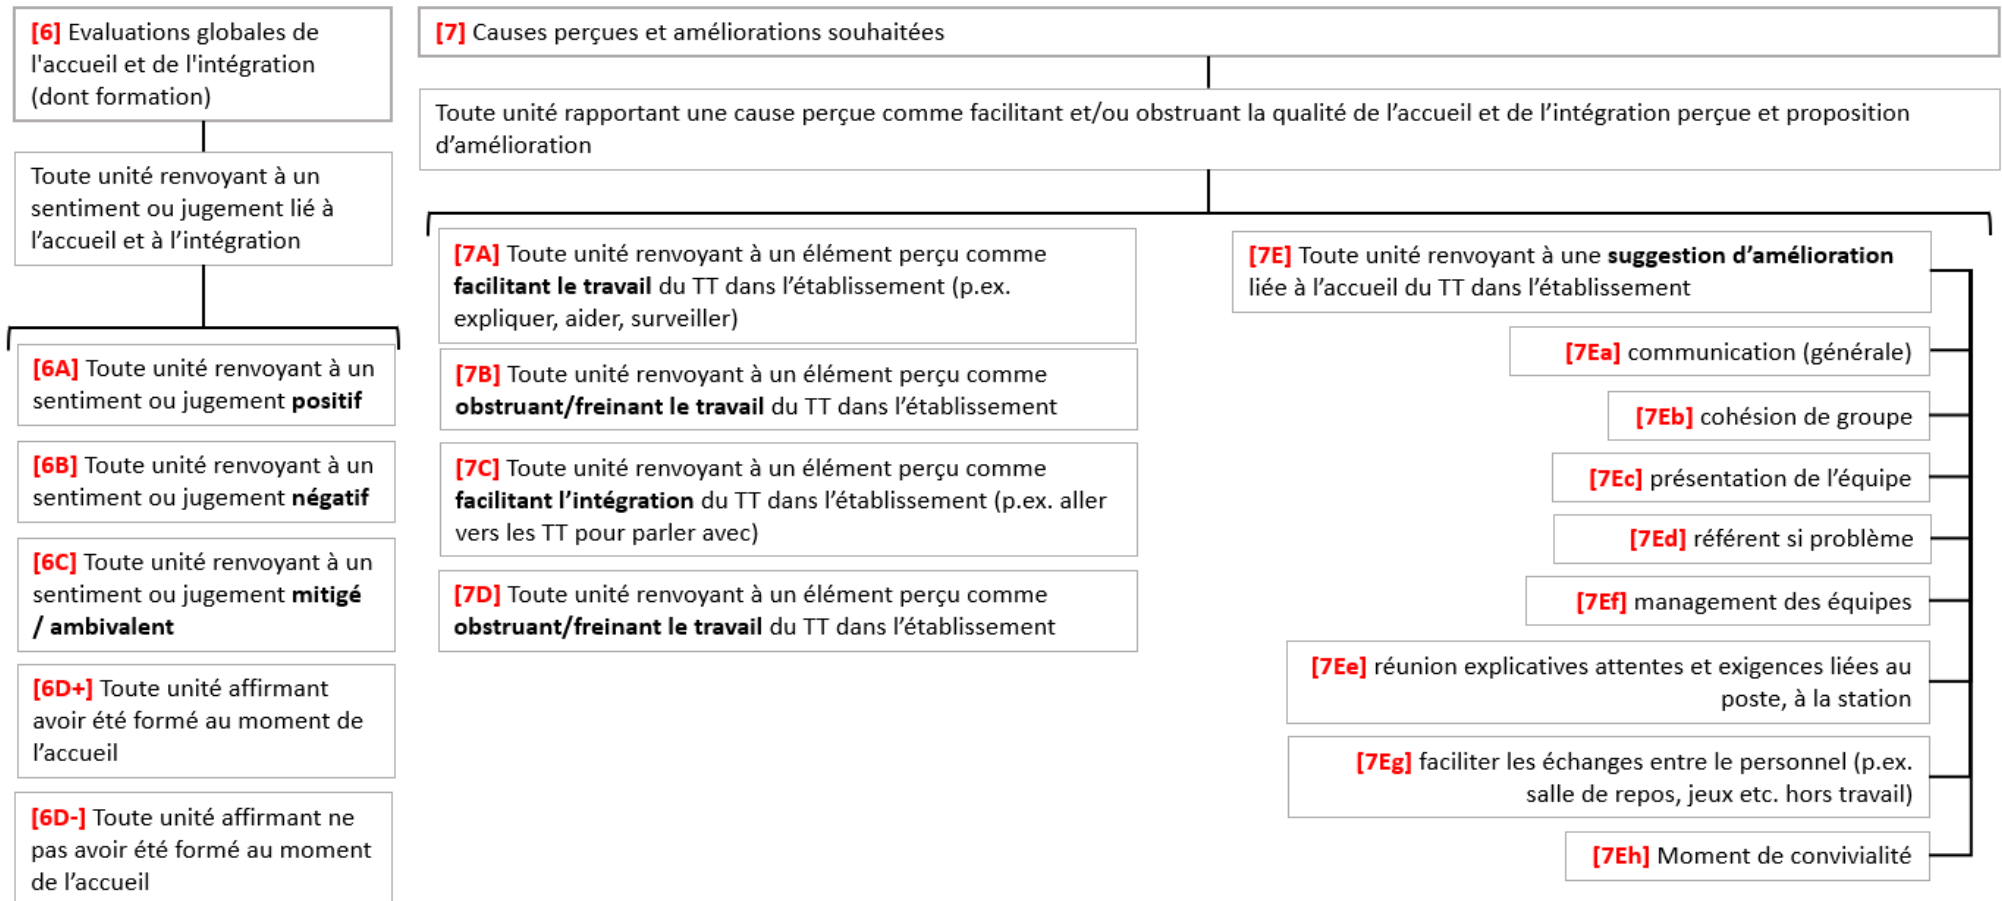 [6] Evaluations globales de
l'accueil et de l'intégration
(dont formation)
Toute unité renvoyant à un
sentiment ou jugement lié à
l’accueil et à l’intégration
[6A] Toute unité renvoyant à un
sentiment ou jugement positif
[6B] Toute unité renvoyant à un
sentiment ou jugement négatif
[6C] Toute unité renvoyant à un
sentiment ou jugement mitigé
/ ambivalent
[6D+] Toute unité affirmant
avoir été formé au moment de
l’accueil
[6D-] Toute unité affirmant ne
pas avoir été formé au moment
de l’accueil
[7] Causes perçues et améliorations souhaitées
Toute unité rapportant une cause perçue comme facilitant et/ou obstruant la qualité de l’accueil et de l’intégration perçue et proposition
d’amélioration
[7A] Toute unité renvoyant à un élément perçu comme
facilitant le travail du TT dans l’établissement (p.ex.
expliquer, aider, surveiller)
[7B] Toute unité renvoyant à un élément perçu comme
obstruant/freinant le travail du TT dans l’établissement
[7C] Toute unité renvoyant à un élément perçu comme
facilitant l’intégration du TT dans l’établissement (p.ex. aller
vers les TT pour parler avec)
[7D] Toute unité renvoyant à un élément perçu comme
obstruant/freinant le travail du TT dans l’établissement
[7E] Toute unité renvoyant à une suggestion d’amélioration
liée à l’accueil du TT dans l’établissement
[7Ea] communication (générale)
[7Eb] cohésion de groupe
[7Ec] présentation de l’équipe
[7Ed] référent si problème
[7Ef] management des équipes
[7Ee] réunion explicatives attentes et exigences liées au
poste, à la station
[7Eg] faciliter les échanges entre le personnel (p.ex.
salle de repos, jeux etc. hors travail)
[7Eh] Moment de convivialité